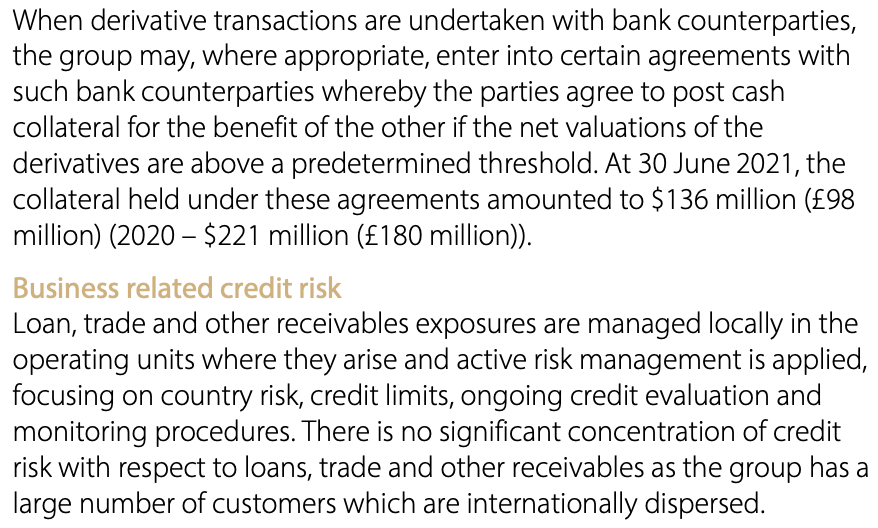 When derivative transactions are undertaken with bank counterparties,
the group may, where appropriate, enter into certain agreements with
such bank counterparties whereby the parties agree to post cash
collateral for the benefit of the other if the net valuations of the
derivatives are above a predetermined threshold. At 30 June 2021, the
collateral held under these agreements amounted to $136 million (£98
million) (2020 – $221 million (£180 million)).
Business related credit risk
Loan, trade and other receivables exposures are managed locally in the
operating units where they arise and active risk management is applied,
focusing on country risk, credit limits, ongoing credit evaluation and
monitoring procedures. There is no significant concentration of credit
risk with respect to loans, trade and other receivables as the group has a
large number of customers which are internationally dispersed.